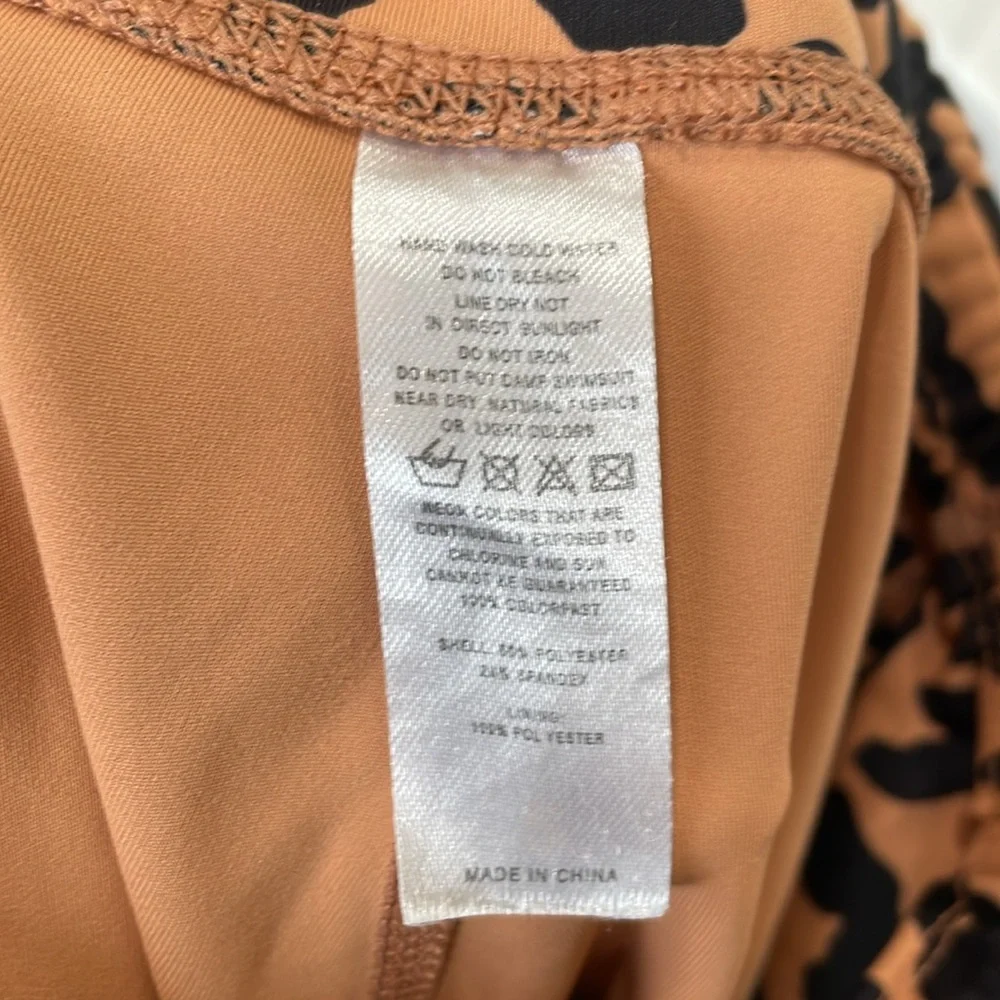 HAND WASH COLD WATER
DO NOT BLEACH
LINE DRY NOT
IN DIRECT SUNLIGHT
DO NOT IRON
DO NOT PUT DAMP SWIMSUIT
NEAR DRY NATURAL FABRICS
OR LIGHT COLORS
NEON COLORS THAT ARE
CONTINUALLY EXPOSED TO
CHLORINE AND SUN
CANNOT BE GUARANTEED
100% COLORFAST
SHELL: POLYESTER
SPANDEX
LINING:
100% POLYESTER
MADE IN CHINA